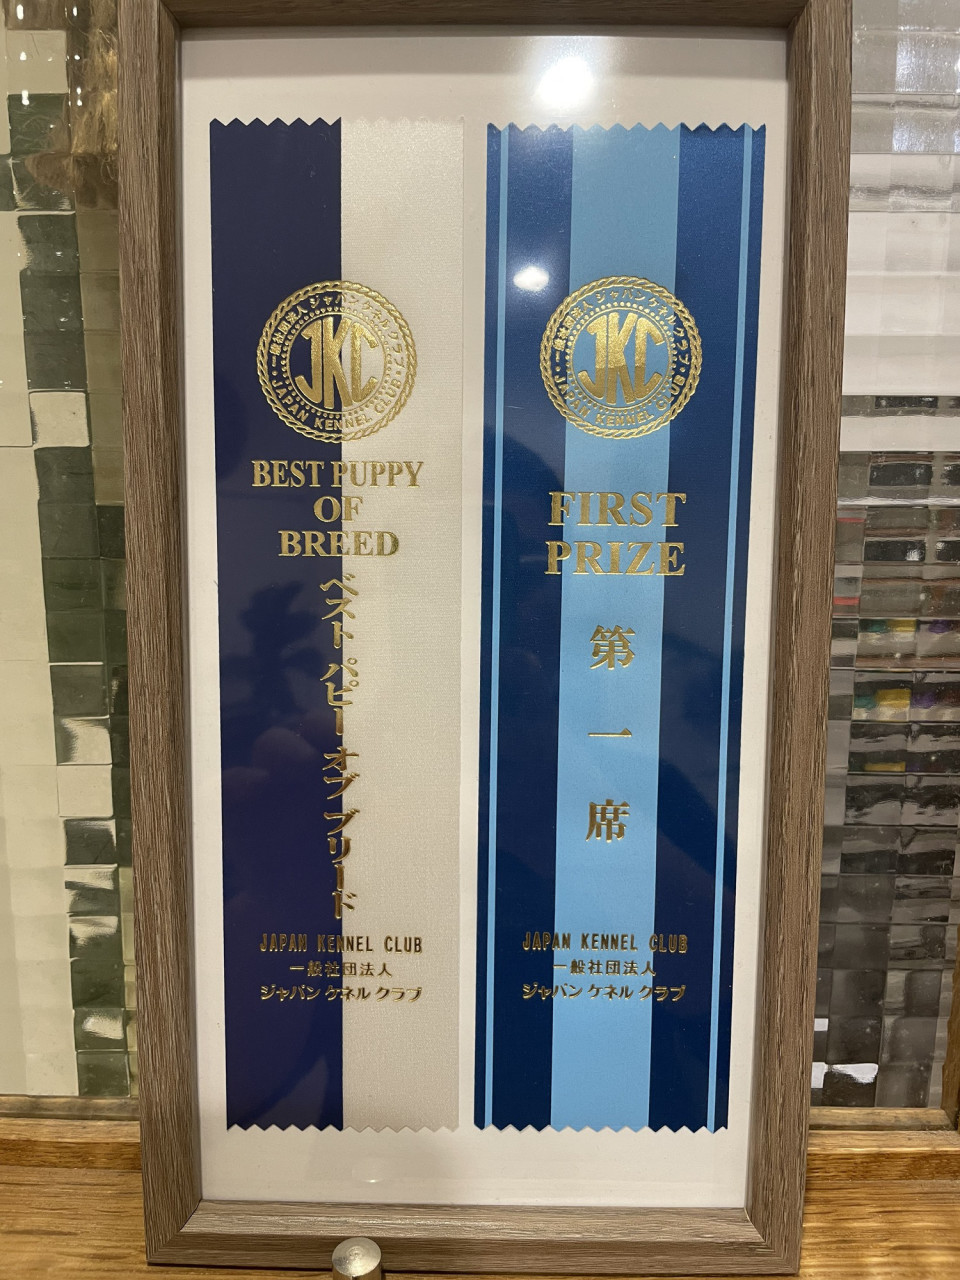 一般社団法人 ジャパンケネルクラブ
JKC
・JAPAN KENNEL CLUB・
BEST PUPPY
OF
BREED
ベスト パピー オブ ブリード
JAPAN KENNEL CLUB
一般社団法人
ジャパン ケネル クラブ
一般社団法人 ジャパンケネルクラブ
JKC
・JAPAN KENNEL CLUB・
FIRST
PRIZE
第一席
JAPAN KENNEL CLUB
一般社団法人
ジャパン ケネル クラブ